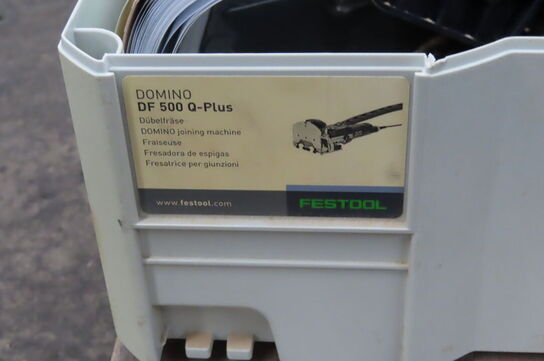 DOMINO
DF 500 Q-Plus
Dübelfräse
DOMINO joining machine
Fraiseuse
Fresadora de espigas
Fresatrice per giunzioni
www.festool.com
FESTOOL